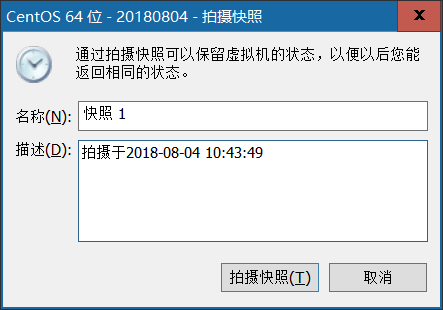 CentOS 64 位 - 20180804 - 拍摄快照
x
通过拍摄快照可以保留虚拟机的状态，以便以后您能
返回相同的状态。
名称(N):
快照 1
描述(D):
拍摄于2018-08-04 10:43:49
拍摄快照(T)
取消